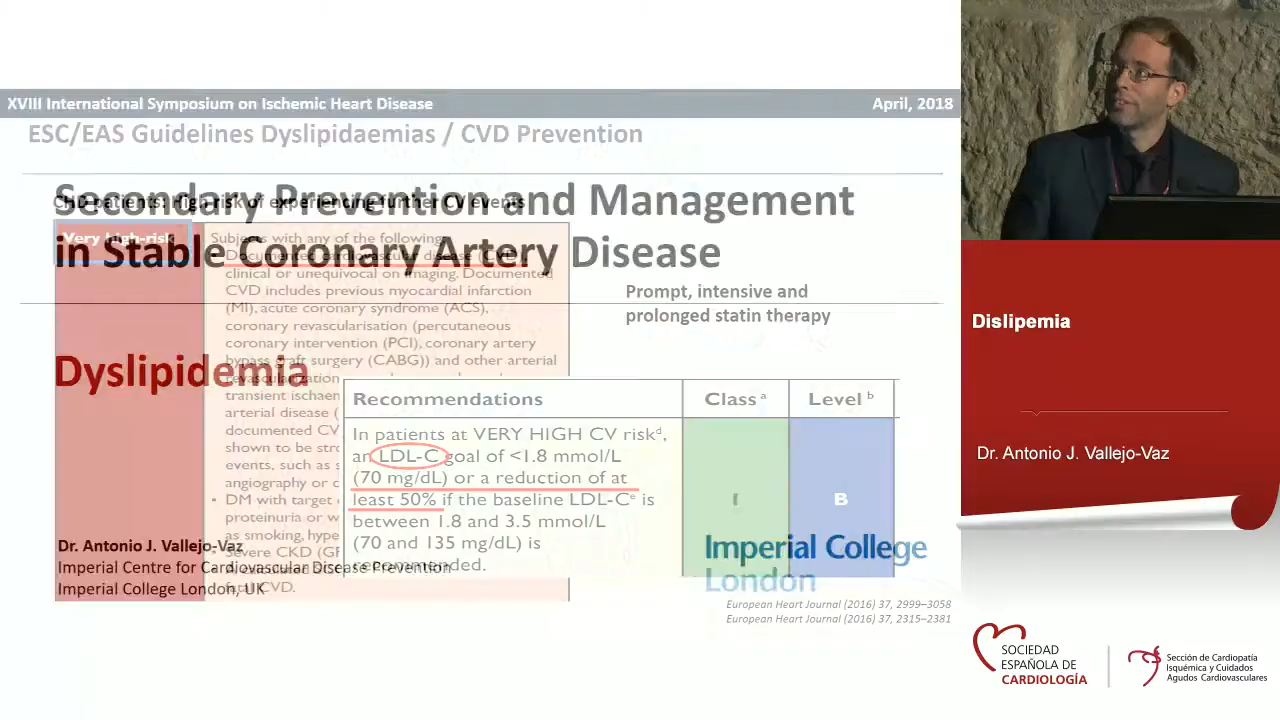 XVIII International Symposium on Ischemic Heart Disease
April, 2018
ESC/EAS Guidelines Dyslipidaemias / CVD Prevention
Secondary Prevention and Management
in Stable Coronary Artery Disease
CHD patients: High risk of experiencing further CV events
Very high-risk
Subjects with any of the following:
Documented cardiovascular disease (CVD),
clinical or unequivocal on imaging. Documented
CVD includes previous myocardial infarction
(MI), acute coronary syndrome (ACS),
coronary revascularisation (percutaneous
coronary intervention (PCI), coronary artery
bypass graft surgery (CABG)) and other arterial
revascularization
transient ischaem
arterial disease (
documented CV
shown to be stro
events, such as s
angiography or c
• DM with target
proteinuria or w
as smoking, hype
• Severe CKD (GF
CVD.
Prompt, intensive and
prolonged statin therapy
Dyslipidemia
Recommendations
Class a
Level b
In patients at VERY HIGH CV riskd,
an LDL-C goal of <1.8 mmol/L
(70 mg/dL) or a reduction of at
least 50% if the baseline LDL-Ce is
between 1.8 and 3.5 mmol/L
(70 and 135 mg/dL) is
recommended.
I
B
Dr. Antonio J. Vallejo-Vaz
Imperial Centre for Cardiovascular Disease Prevention
Imperial College London, UK
Imperial College
London
European Heart Journal (2016) 37, 2999–3058
European Heart Journal (2016) 37, 2315–2381
Dislipemia
Dr. Antonio J. Vallejo-Vaz
SOCIEDAD
ESPAÑOLA DE
CARDIOLOGÍA
Sección de Cardiopatía
Isquémica y Cuidados
Agudos Cardiovasculares